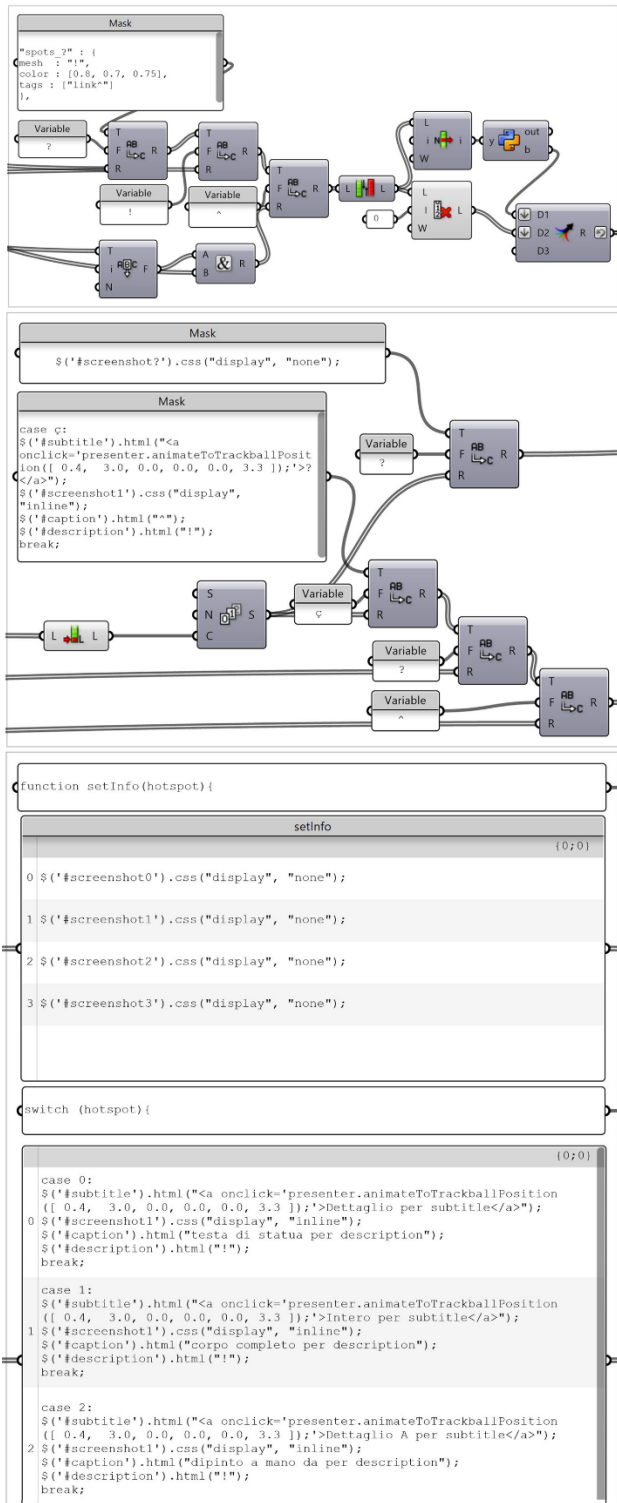 Mask
"spots_?" : {
mesh  : "!",
color : [0.8, 0.7, 0.75],
tags : ["link^"]
},
Variable
?
T
F
R
AB
C
T
F
R
AB
C
Variable
!
Variable
^
T
F
R
AB
C
L
L
L
i
W
N
i
y
out
b
0
L
I
W
L
D1
D2
D3
R
T
i
N
ABC
F
A
B
&
R
Mask
$('#screenshot?').css("display", "none");
Mask
case ç:
$('#subtitle').html("<a
onclick='presenter.animateToTrackballPosit
ion([ 0.4,  3.0, 0.0, 0.0, 0.0, 3.3 ]);'>?
</a>");
$('#screenshot1').css("display",
"inline");
$('#caption').html("^");
$('#description').html("!");
break;
Variable
?
T
F
R
AB
C
R
L
L
S
N
C
S
Variable
ç
T
F
R
AB
C
R
Variable
?
T
F
R
AB
C
R
Variable
^
T
F
R
AB
C
R
function setInfo(hotspot){
setInfo
{0;0}
0 $('#screenshot0').css("display", "none");
1 $('#screenshot1').css("display", "none");
2 $('#screenshot2').css("display", "none");
3 $('#screenshot3').css("display", "none");
switch (hotspot){
{0;0}
case 0:
$('#subtitle').html("<a onclick='presenter.animateToTrackballPosition
([ 0.4,  3.0, 0.0, 0.0, 0.0, 3.3 ]);'>Dettaglio per subtitle</a>");
0 $('#screenshot1').css("display", "inline");
$('#caption').html("testa di statua per description");
$('#description').html("!");
break;
case 1:
$('#subtitle').html("<a onclick='presenter.animateToTrackballPosition
([ 0.4,  3.0, 0.0, 0.0, 0.0, 3.3 ]);'>Intero per subtitle</a>");
1 $('#screenshot1').css("display", "inline");
$('#caption').html("corpo completo per description");
$('#description').html("!");
break;
case 2:
$('#subtitle').html("<a onclick='presenter.animateToTrackballPosition
([ 0.4,  3.0, 0.0, 0.0, 0.0, 3.3 ]);'>Dettaglio A per subtitle</a>");
2 $('#screenshot1').css("display", "inline");
$('#caption').html("dipinto a mano da per description");
$('#description').html("!");
break;